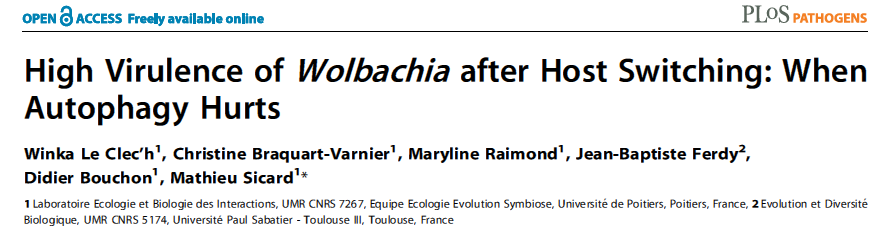 OPEN ACCESS Freely available online
PLoS PATHOGENS
High Virulence of Wolbachia after Host Switching: When
Autophagy Hurts
Winka Le Clec'h1, Christine Braquart-Varnier1, Maryline Raimond1, Jean-Baptiste Ferdy2,
Didier Bouchon1, Mathieu Sicard1*
1 Laboratoire Ecologie et Biologie des Interactions, UMR CNRS 7267, Equipe Ecologie Evolution Symbiose, Université de Poitiers, Poitiers, France, 2 Evolution et Diversité
Biologique, UMR CNRS 5174, Université Paul Sabatier - Toulouse III, Toulouse, France